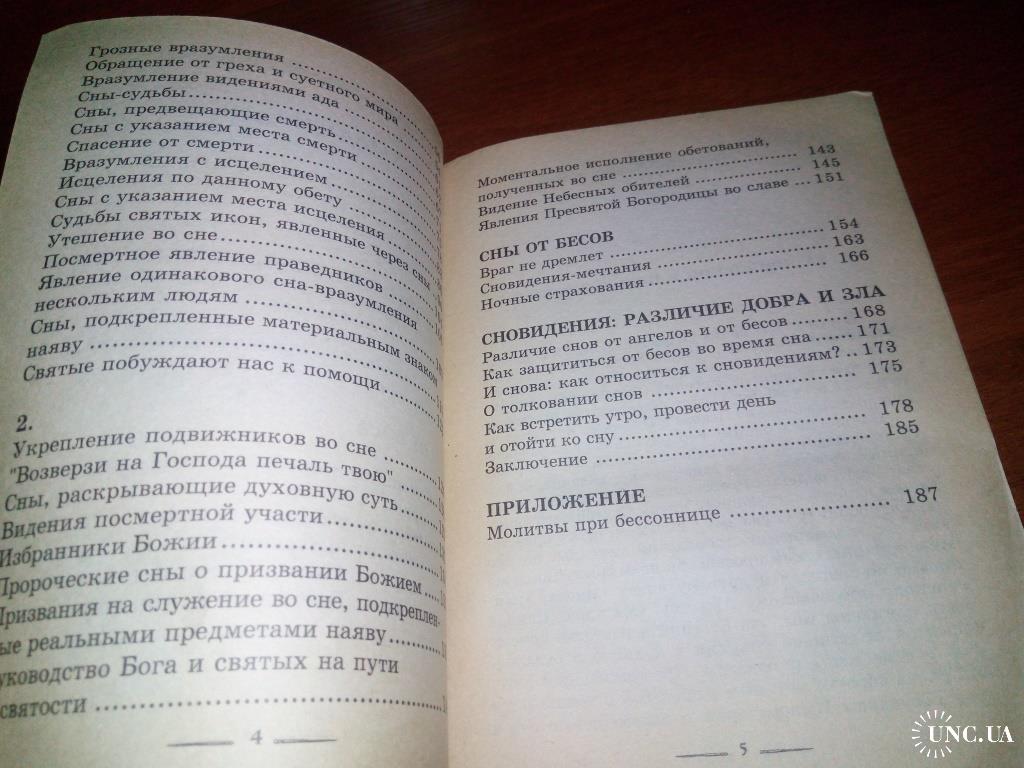 Грозные вразумления
Обращение от греха и суетного мира
Вразумление видениями ада
Сны-судьбы
Сны, предвещающие смерть
Сны с указанием места смерти
Спасение от смерти
Вразумления с исцелением
Исцеления по данному обету
Сны с указанием места исцеления
Судьбы святых икон, явленные через сны
Утешение во сне
Посмертное явление праведников
Явление одинакового сна-вразумления
нескольким людям
Сны, подкрепленные материальным знаком
наяву
Святые побуждают нас к помощи
2.
Укрепление подвижников во сне
"Возверзи на Господа печаль твою"
Сны, раскрывающие духовную суть
Видения посмертной участи
Избранники Божии
Пророческие сны о призвании Божием
Призвания на служение во сне, подкреплен-
ые реальными предметами наяву
уководство Бога и святых на пути
святости
4
Моментальное исполнение обетований,
полученных во сне 143
Видение Небесных обителей 145
Явления Пресвятой Богородицы во славе ... 151
СНЫ ОТ БЕСОВ
Враг не дремлет 154
Сновидения-мечтания 163
Ночные страхования 166
СНОВИДЕНИЯ: РАЗЛИЧИЕ ДОБРА И ЗЛА
Различие снов от ангелов и от бесов 168
Как защититься от бесов во время сна 171
И снова: как относиться к сновидениям? .. 173
О толковании снов 175
Как встретить утро, провести день
и отойти ко сну 178
Заключение 185
ПРИЛОЖЕНИЕ
Молитвы при бессоннице 187
5
UNC.UA